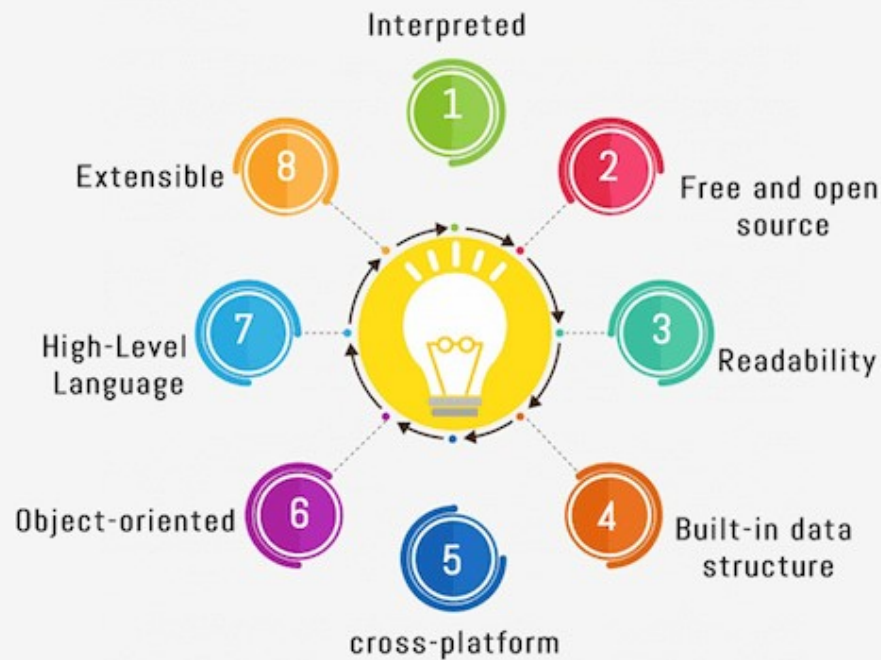 Interpreted
1
2
Free and open
source
3
Readability
4
Built-in data
structure
5
cross-platform
6
Object-oriented
7
High-Level
Language
8
Extensible